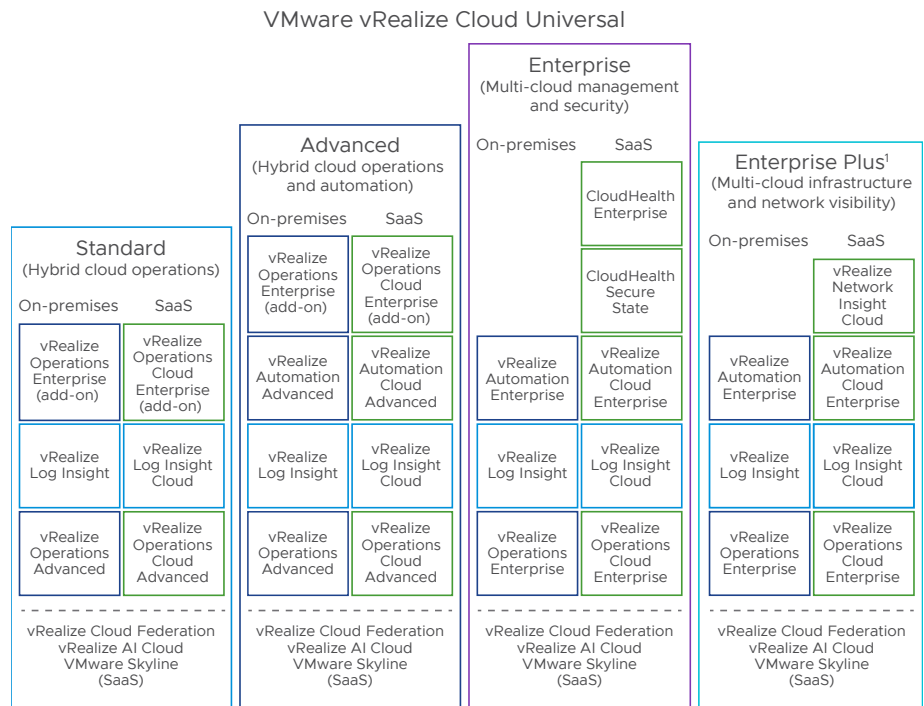 VMware vRealize Cloud Universal
Standard
(Hybrid cloud operations)
On-premises
SaaS
vRealize
Operations
Enterprise
(add-on)
vRealize
Operations
Cloud
Enterprise
(add-on)
vRealize
Log Insight
vRealize
Log Insight
Cloud
vRealize
Operations
Advanced
vRealize
Operations
Cloud
Advanced
vRealize Cloud Federation
vRealize AI Cloud
VMware Skyline
(SaaS)
Advanced
(Hybrid cloud operations
and automation)
On-premises
SaaS
vRealize
Operations
Enterprise
(add-on)
vRealize
Operations
Cloud
Enterprise
(add-on)
vRealize
Automation
Advanced
vRealize
Automation
Cloud
Advanced
vRealize
Log Insight
vRealize
Log Insight
Cloud
vRealize
Operations
Advanced
vRealize
Operations
Cloud
Advanced
vRealize Cloud Federation
vRealize AI Cloud
VMware Skyline
(SaaS)
Enterprise
(Multi-cloud management
and security)
On-premises
SaaS
CloudHealth
Enterprise
CloudHealth
Secure
State
vRealize
Automation
Enterprise
vRealize
Automation
Cloud
Enterprise
vRealize
Log Insight
vRealize
Log Insight
Cloud
vRealize
Operations
Enterprise
vRealize
Operations
Cloud
Enterprise
vRealize Cloud Federation
vRealize AI Cloud
VMware Skyline
(SaaS)
Enterprise Plus¹
(Multi-cloud infrastructure
and network visibility)
On-premises
SaaS
vRealize
Network
Insight
Cloud
vRealize
Automation
Enterprise
vRealize
Automation
Cloud
Enterprise
vRealize
Log Insight
vRealize
Log Insight
Cloud
vRealize
Operations
Enterprise
vRealize
Operations
Cloud
Enterprise
vRealize Cloud Federation
vRealize AI Cloud
VMware Skyline
(SaaS)